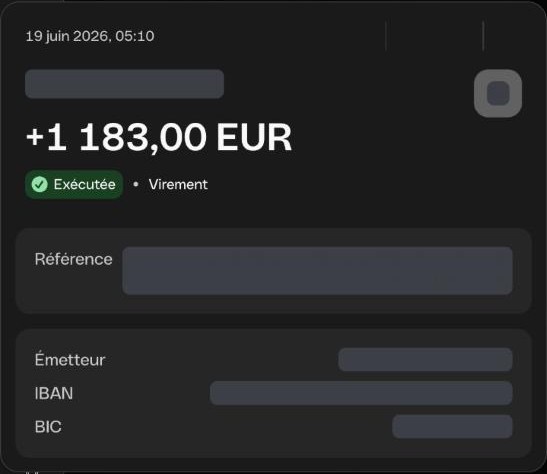 19 juin 2026, 05:10
+1 183,00 EUR
Exécutée • Virement
Référence
Émetteur
IBAN
BIC